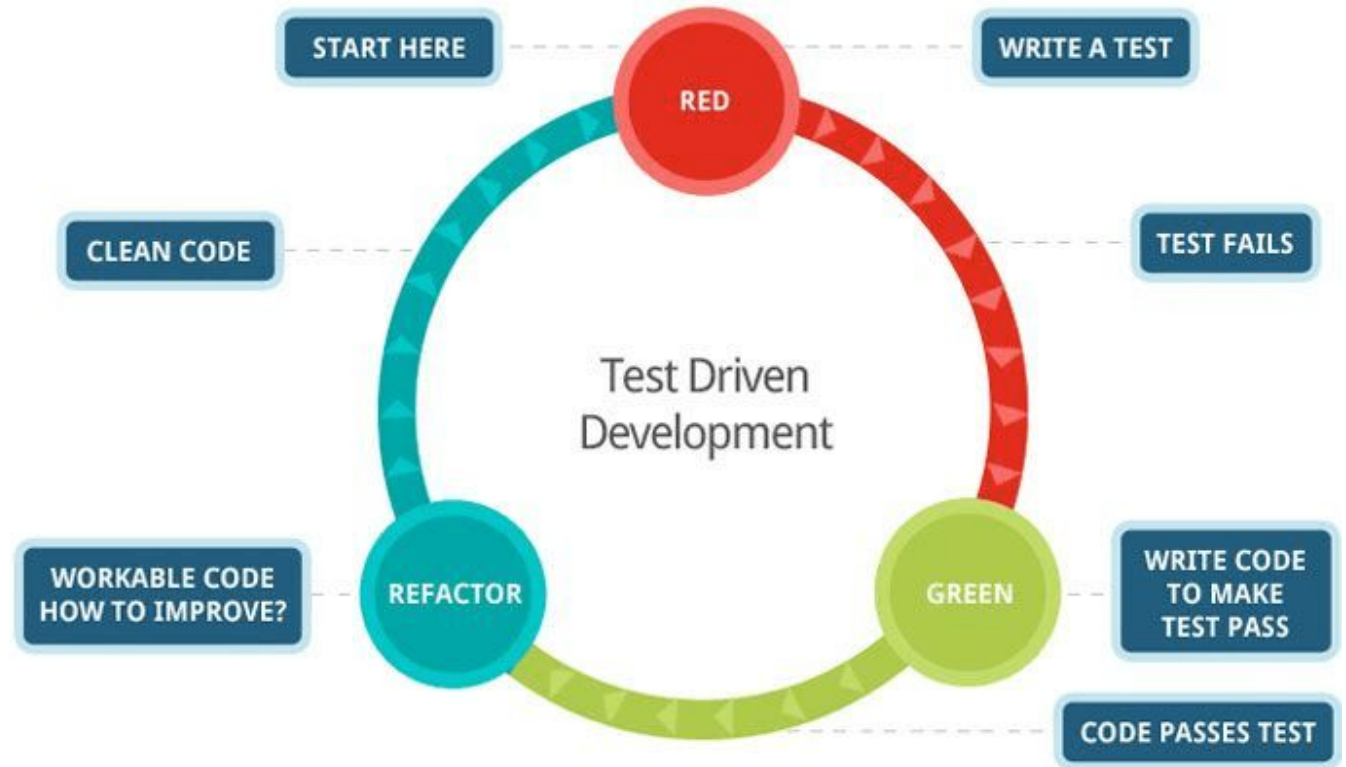 START HERE
RED
WRITE A TEST
CLEAN CODE
TEST FAILS
Test Driven
Development
WORKABLE CODE
HOW TO IMPROVE?
REFACTOR
GREEN
WRITE CODE
TO MAKE
TEST PASS
CODE PASSES TEST